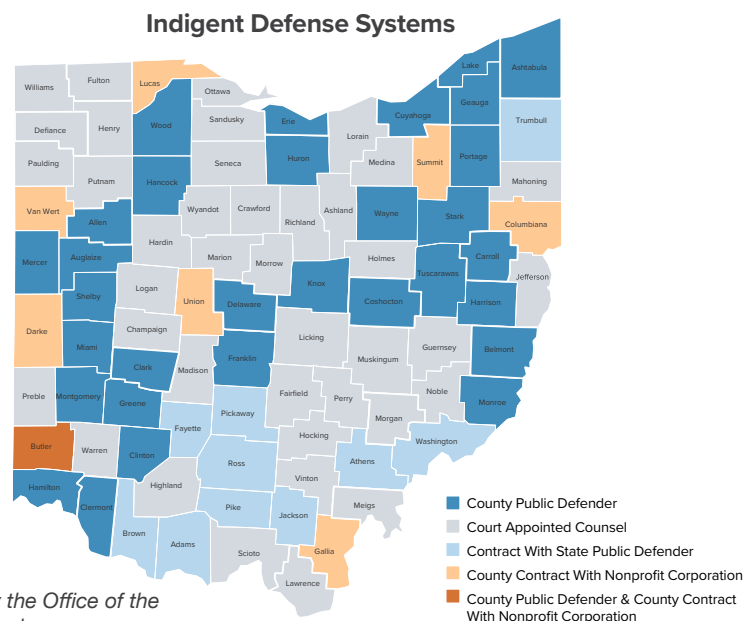 Indigent Defense Systems
Lake
Ashtabula
Williams
Fulton
Lucas
Ottawa
Geauga
Cuyahoga
Defiance
Henry
Wood
Sandusky
Erie
Lorain
Trumbull
Paulding
Putnam
Hancock
Seneca
Huron
Medina
Summit
Portage
Mahoning
Van Wert
Allen
Wyandot
Crawford
Richland
Ashland
Wayne
Stark
Columbiana
Mercer
Auglaize
Hardin
Marion
Morrow
Holmes
Tuscarawas
Carroll
Jefferson
Shelby
Logan
Union
Delaware
Knox
Coshocton
Harrison
Darke
Miami
Champaign
Franklin
Licking
Muskingum
Guernsey
Belmont
Clark
Madison
Preble
Montgomery
Greene
Fayette
Pickaway
Fairfield
Perry
Morgan
Noble
Monroe
Butler
Warren
Clinton
Ross
Hocking
Athens
Washington
Hamilton
Clermont
Highland
Vinton
Meigs
Brown
Adams
Pike
Jackson
Scioto
Gallia
Lawrence
County Public Defender
Court Appointed Counsel
Contract With State Public Defender
County Contract With Nonprofit Corporation
County Public Defender & County Contract
With Nonprofit Corporation
the Office of the